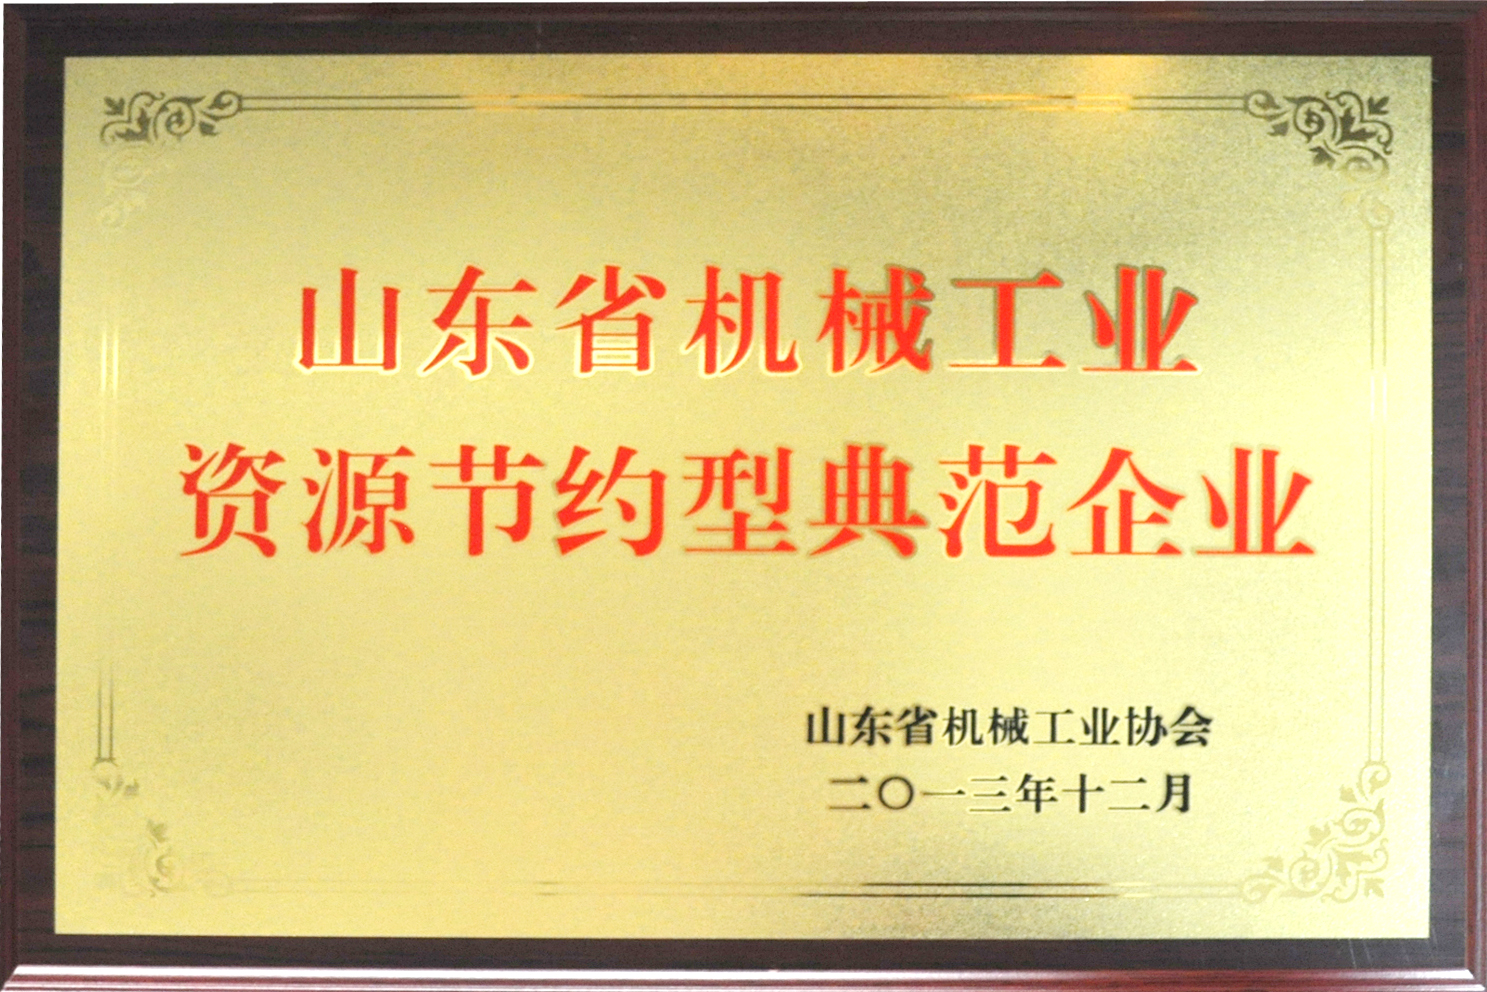 山东省机械工业
资源节约型典范企业
山东省机械工业协会
二〇一三年十二月